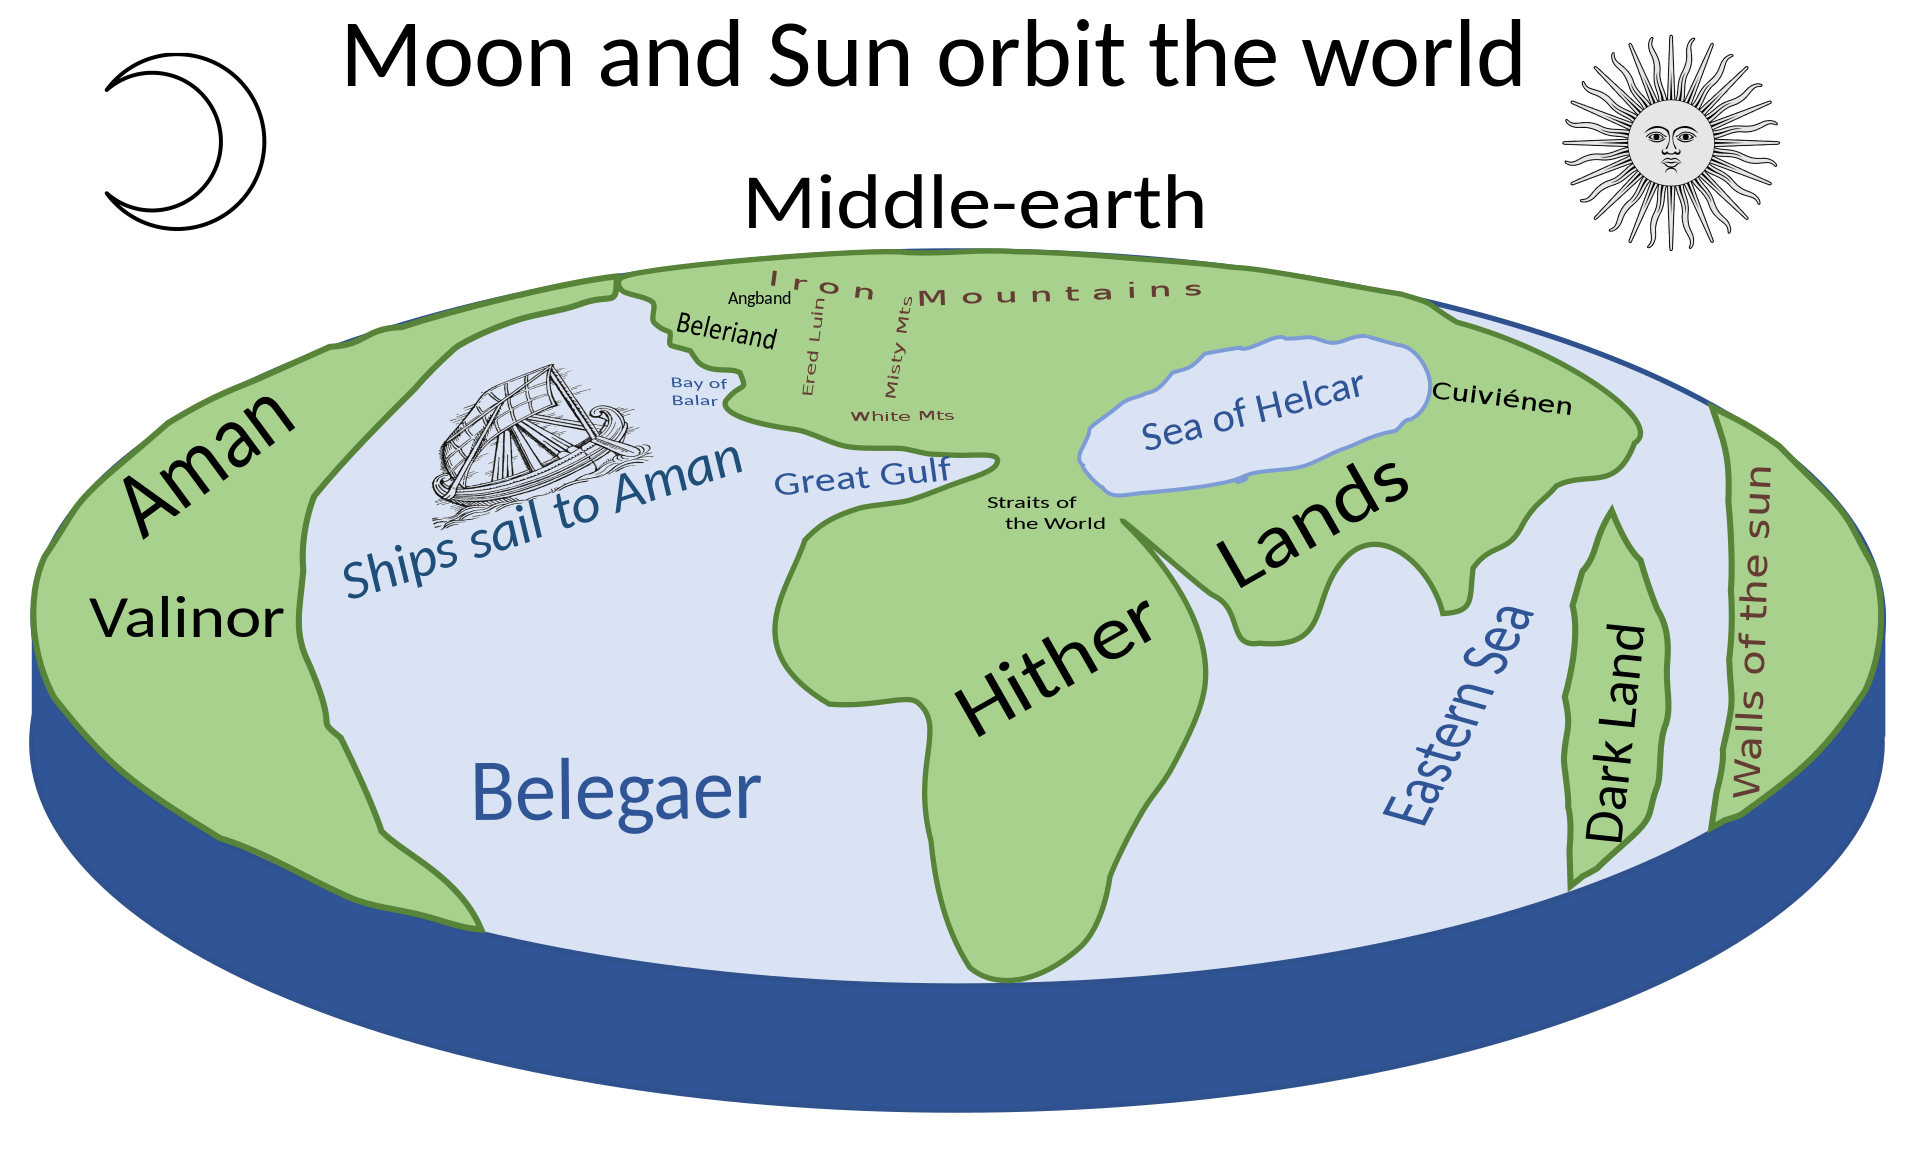 Moon and Sun orbit the world
Middle-earth
Iron Mountains
Angband
Beleriand
Ered Luin
Misty Mts
White Mts
Bay of
Balar
Sea of Helcar
Cuiviénen
Aman
Valinor
Ships sail to Aman
Great Gulf
Straits of
the World
Hither
Lands
Belegaer
Eastern Sea
Dark Land
Walls of the sun